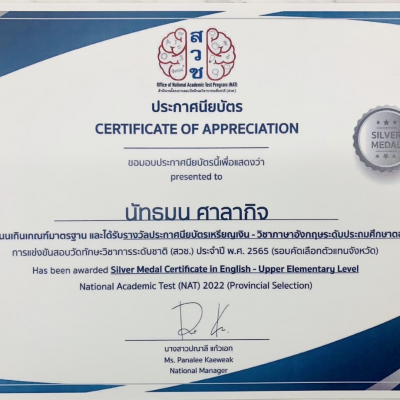 สวช
Office of National Academic Test Program (NAT)
ประกาศนียบัตร
CERTIFICATE OF APPRECIATION
SILVER
MEDAL
ขอมอบประกาศนียบัตรนี้เพื่อแสดงว่า
presented to
นัทธมน ศาลากิจ
นนเกินเกณฑ์มาตรฐาน และได้รับรางวัลประกาศนียบัตรเหรียญเงิน - วิชาภาษาอังกฤษระดับประถมศึกษาตอ
การแข่งขันสอบวัดทักษะวิชาการระดับชาติ (สวช.) ประจำปี พ.ศ. 2565 (รอบคัดเลือกตัวแทนจังหวัด)
Has been awarded Silver Medal Certificate in English - Upper Elementary Level
National Academic Test (NAT) 2022 (Provincial Selection)
นางสาวปณาลี แก้วเอก
Ms. Panalee Kaeweak
National Manager